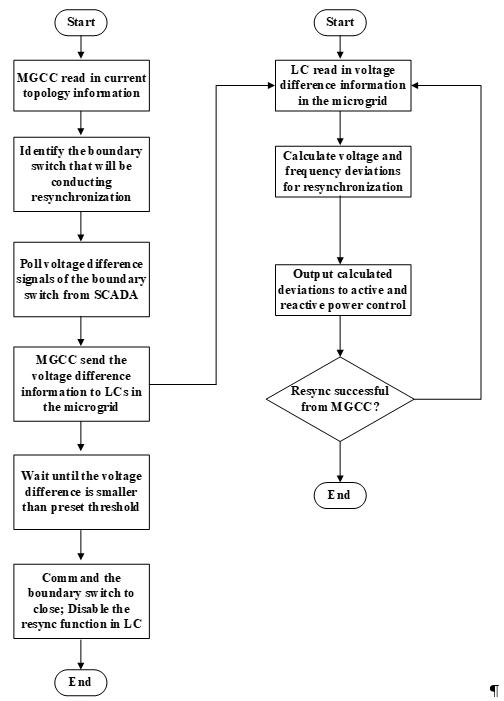 Start
MGCC read in current
topology information
Identify the boundary
switch that will be
conducting
resynchronization
Poll voltage difference
signals of the boundary
switch from SCADA
MGCC send the
voltage difference
information to LCs in
the microgrid
Wait until the voltage
difference is smaller
than preset threshold
Command the
boundary switch to
close; Disable the
resync function in LC
End
Start
LC read in voltage
difference information
in the microgrid
Calculate voltage and
frequency deviations
for resynchronization
Output calculated
deviations to active and
reactive power control
Resync successful
from MGCC?
End
¶